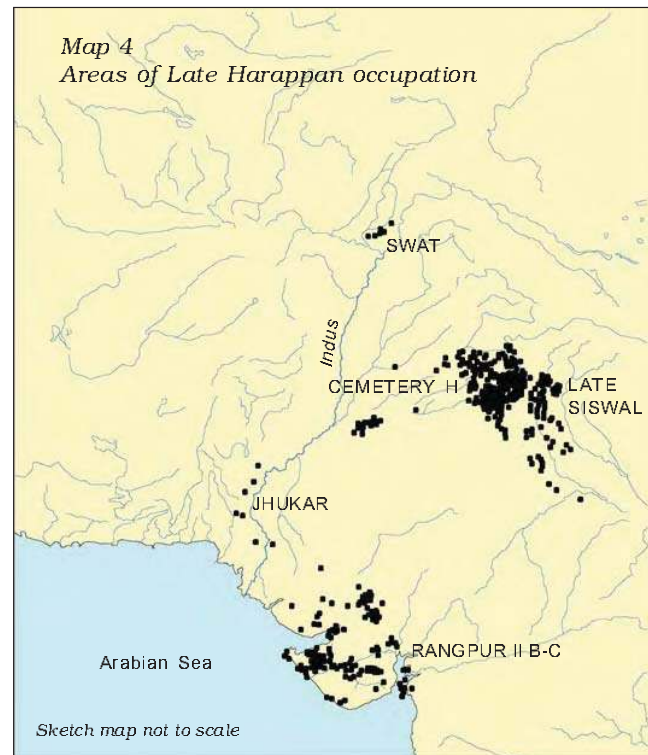 Map 4
Areas of Late Harappan occupation
SWAT
Indus
CEMETERY H
LATE
SISWAL
JHUKAR
RANGPUR II B-C
Arabian Sea
Sketch map not to scale